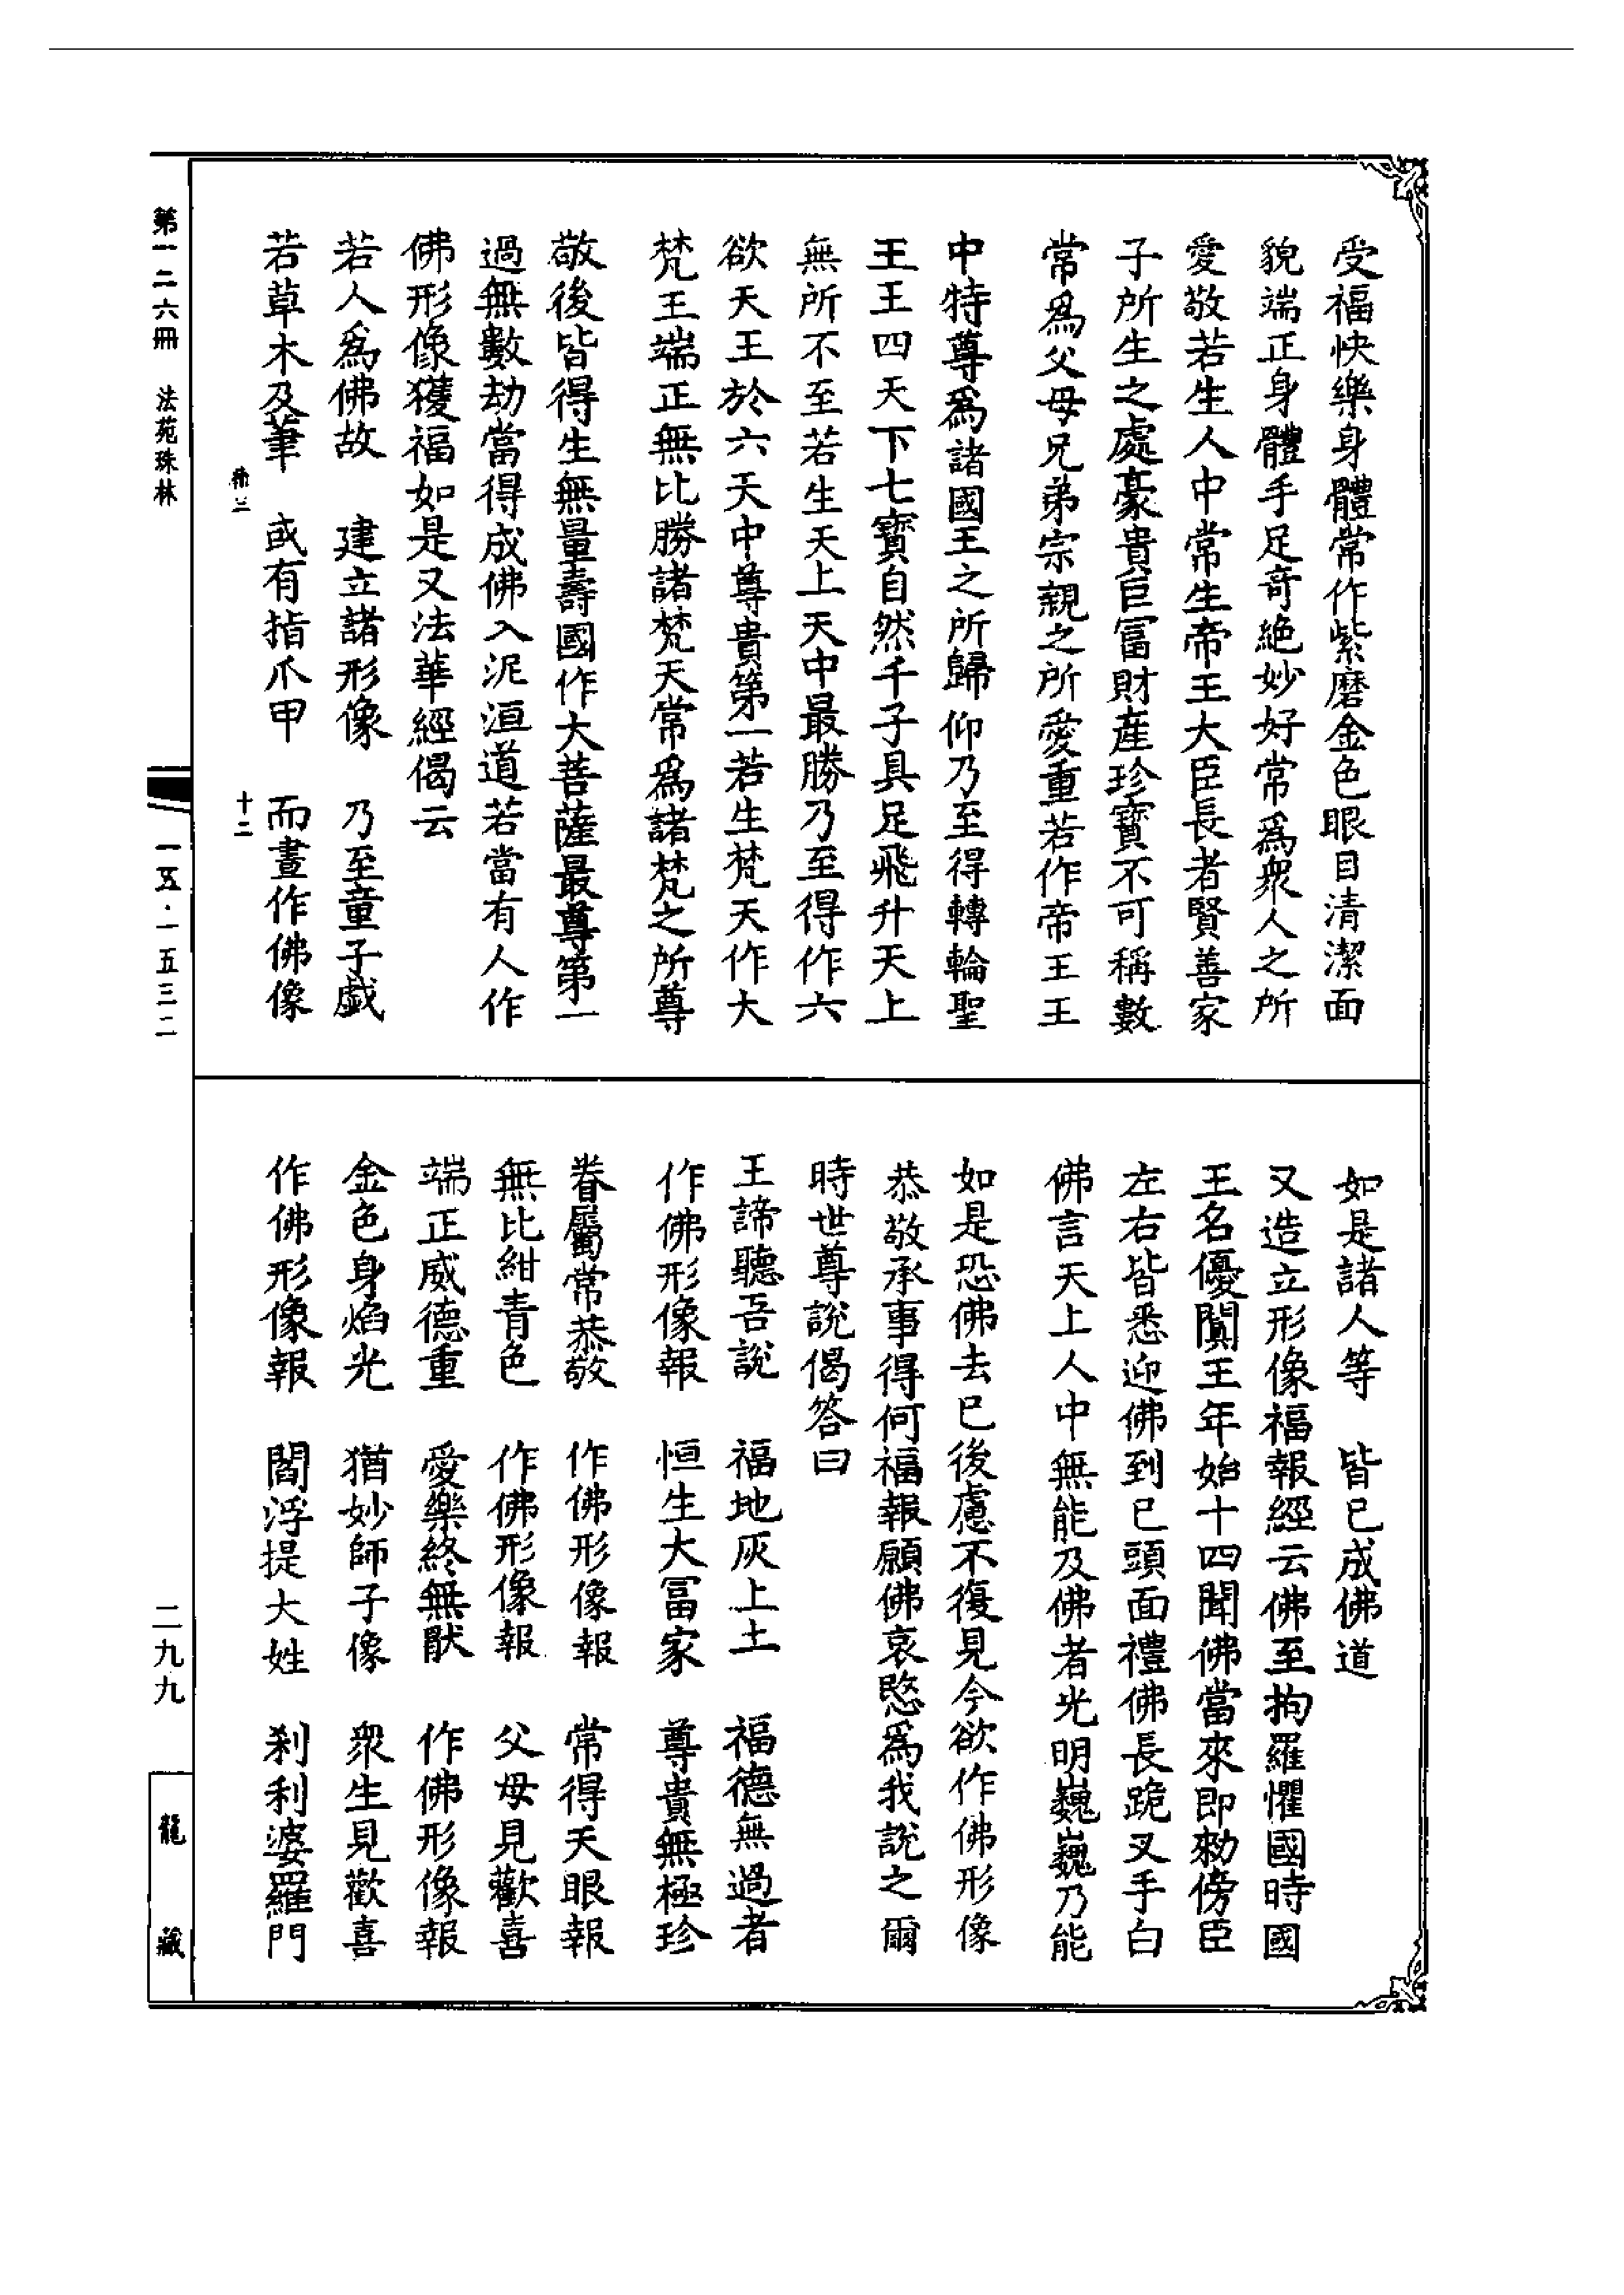 受福快樂身體常作紫磨金色眼目清潔面
貌端正身體手足奇絶妙好常爲衆人之所
愛敬若生人中常生帝王大臣長者賢善家
子所生之處豪貴巨富財產珍寶不可稱數
常爲父母兄弟宗親之所愛重若作帝王王
中特尊爲諸國王之所歸仰乃至得轉輪聖
王王四天下七寶自然千子具足飛升天上
無所不至若生天上天中最勝乃至得作六
欲天王於六天中尊貴第一若生梵天作大
梵王端正無比勝諸梵天常爲諸梵之所尊
敬後皆得生無量壽國作大菩薩最尊第一
過無數劫當得成佛入泥洹道若當有人作
佛形像獲福如是又法華經偈云
若人爲佛故　建立諸形像　乃至童子戲
若草木及筆　或有指爪甲　而畫作佛像
十二
如是諸人等　皆已成佛道
又造立形像福報經云佛至拘羅懼國時國
王名優闐王年始十四聞佛當來即勑傍臣
左右皆悉迎佛到已頭面禮佛長跪叉手白
佛言天上人中無能及佛者光明巍巍乃能
如是恐佛去已後慮不復見今欲作佛形像
恭敬承事得何福報願佛哀愍爲我說之爾
時世尊說偈答曰
王諦聽吾說　福地灰上土　福德無過者
作佛形像報　恒生大富家　尊貴無極珍
眷屬常恭敬　作佛形像報　常得天眼報
無比紺青色　作佛形像報　父母見歡喜
端正威德重　愛樂終無猒　作佛形像報
金色身焰光　猶妙師子像　衆生見歡喜
作佛形像報　閻浮提大姓　刹利婆羅門
第一二六冊　法苑珠林
一五·一五三二
二九九
龍藏